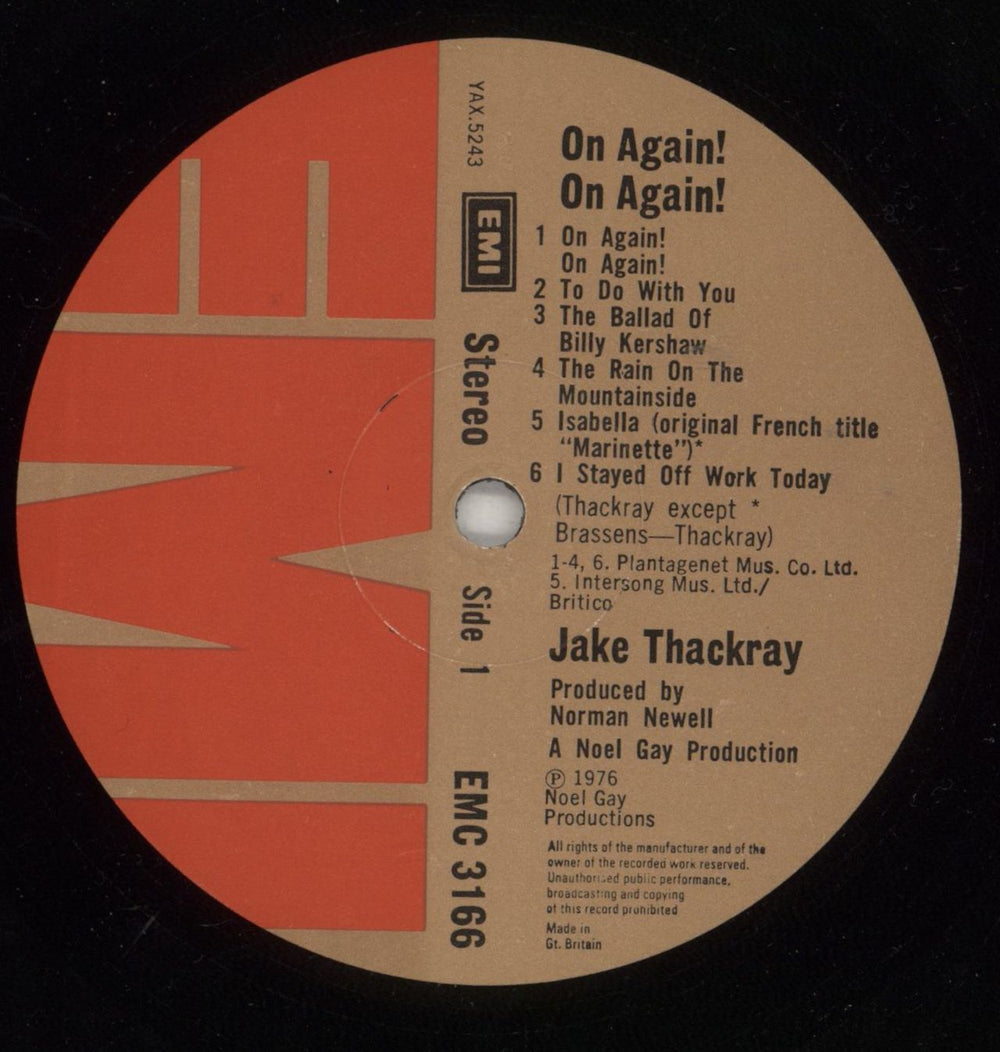 YAX.5243
EMI
Stereo
Side 1
EMC 3166
EMI
On Again!
On Again!
1 On Again!
On Again!
2 To Do With You
3 The Ballad Of
Billy Kershaw
4 The Rain On The
Mountainside
5 Isabella (original French title
"Marinette")*
6 I Stayed Off Work Today
(Thackray except *
Brassens—Thackray)
1-4, 6. Plantagenet Mus. Co. Ltd.
5. Intersong Mus. Ltd./
Britico
Jake Thackray
Produced by
Norman Newell
A Noel Gay Production
Ⓟ 1976
Noel Gay
Productions
All rights of the manufacturer and of the
owner of the recorded work reserved.
Unauthorised public performance,
broadcasting and copying
of this record prohibited
Made in
Gt. Britain